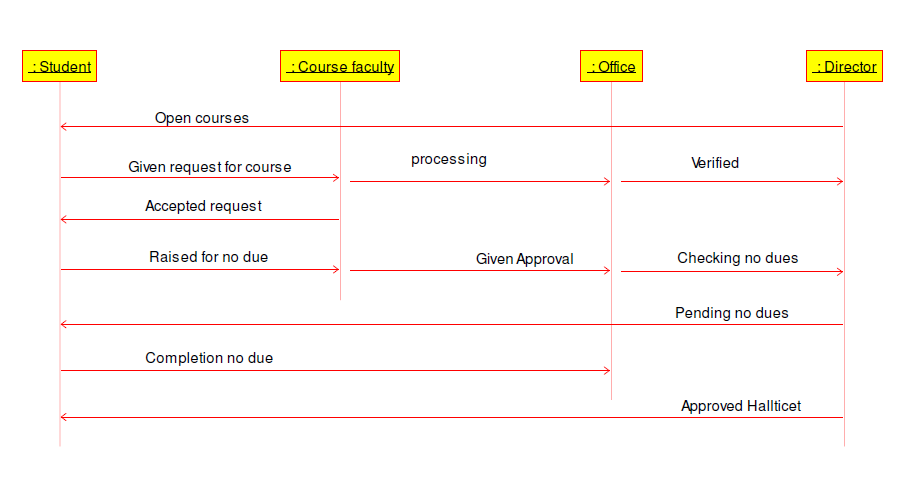 : Student
: Course faculty
: Office
: Director
Open courses
Given request for course
processing
Verified
Accepted request
Raised for no due
Given Approval
Checking no dues
Pending no dues
Completion no due
Approved Hallticet